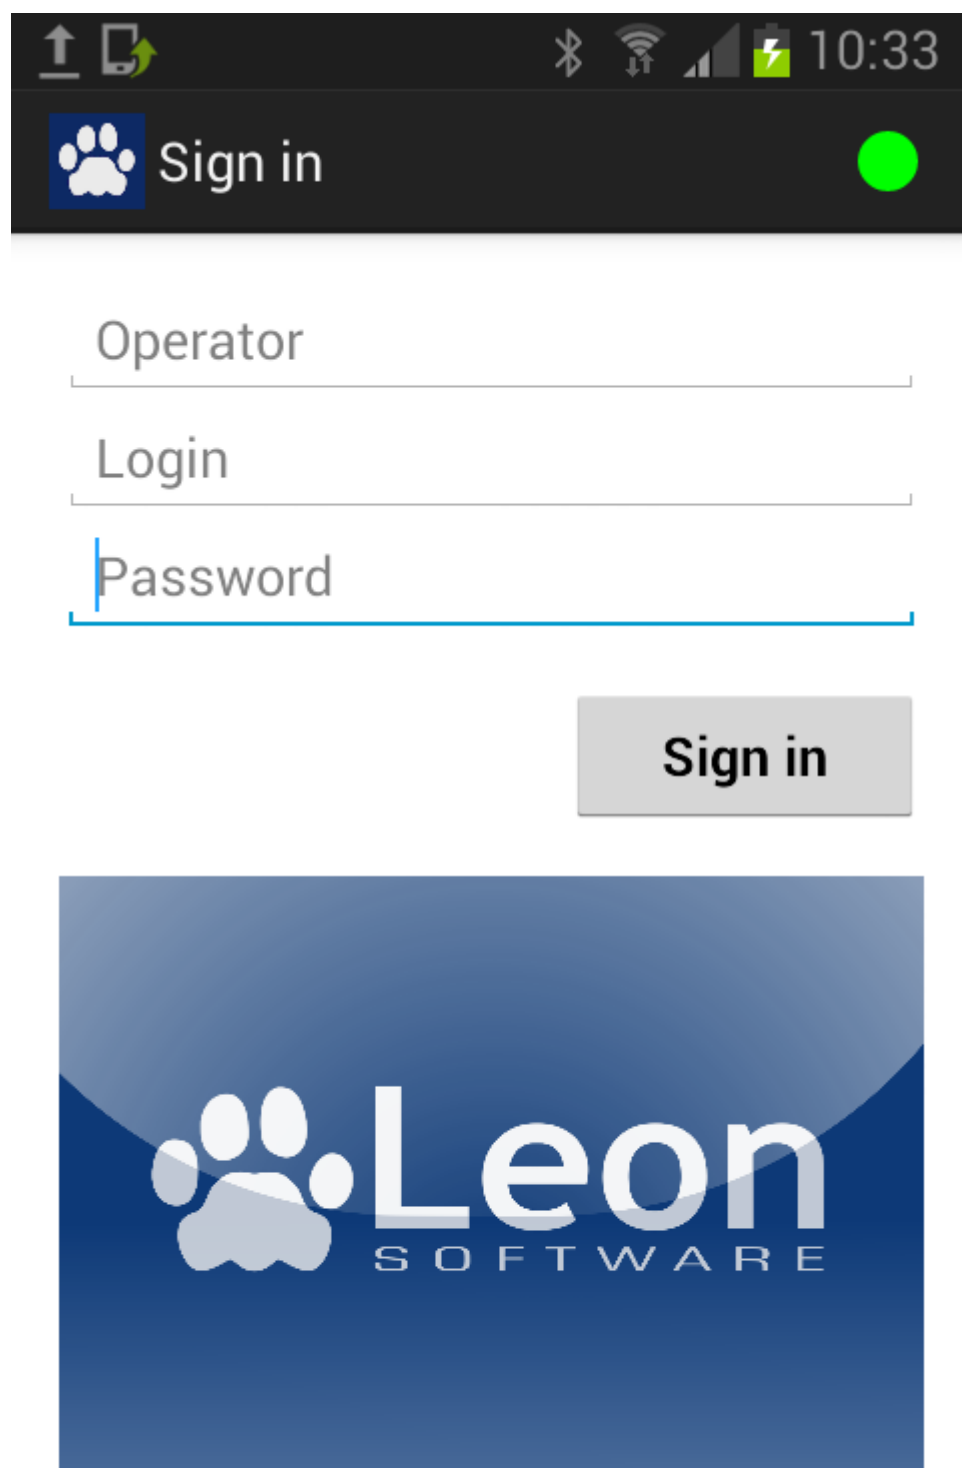 10:33
Sign in
Operator
Login
Password
Sign in
Leon
SOFTWARE